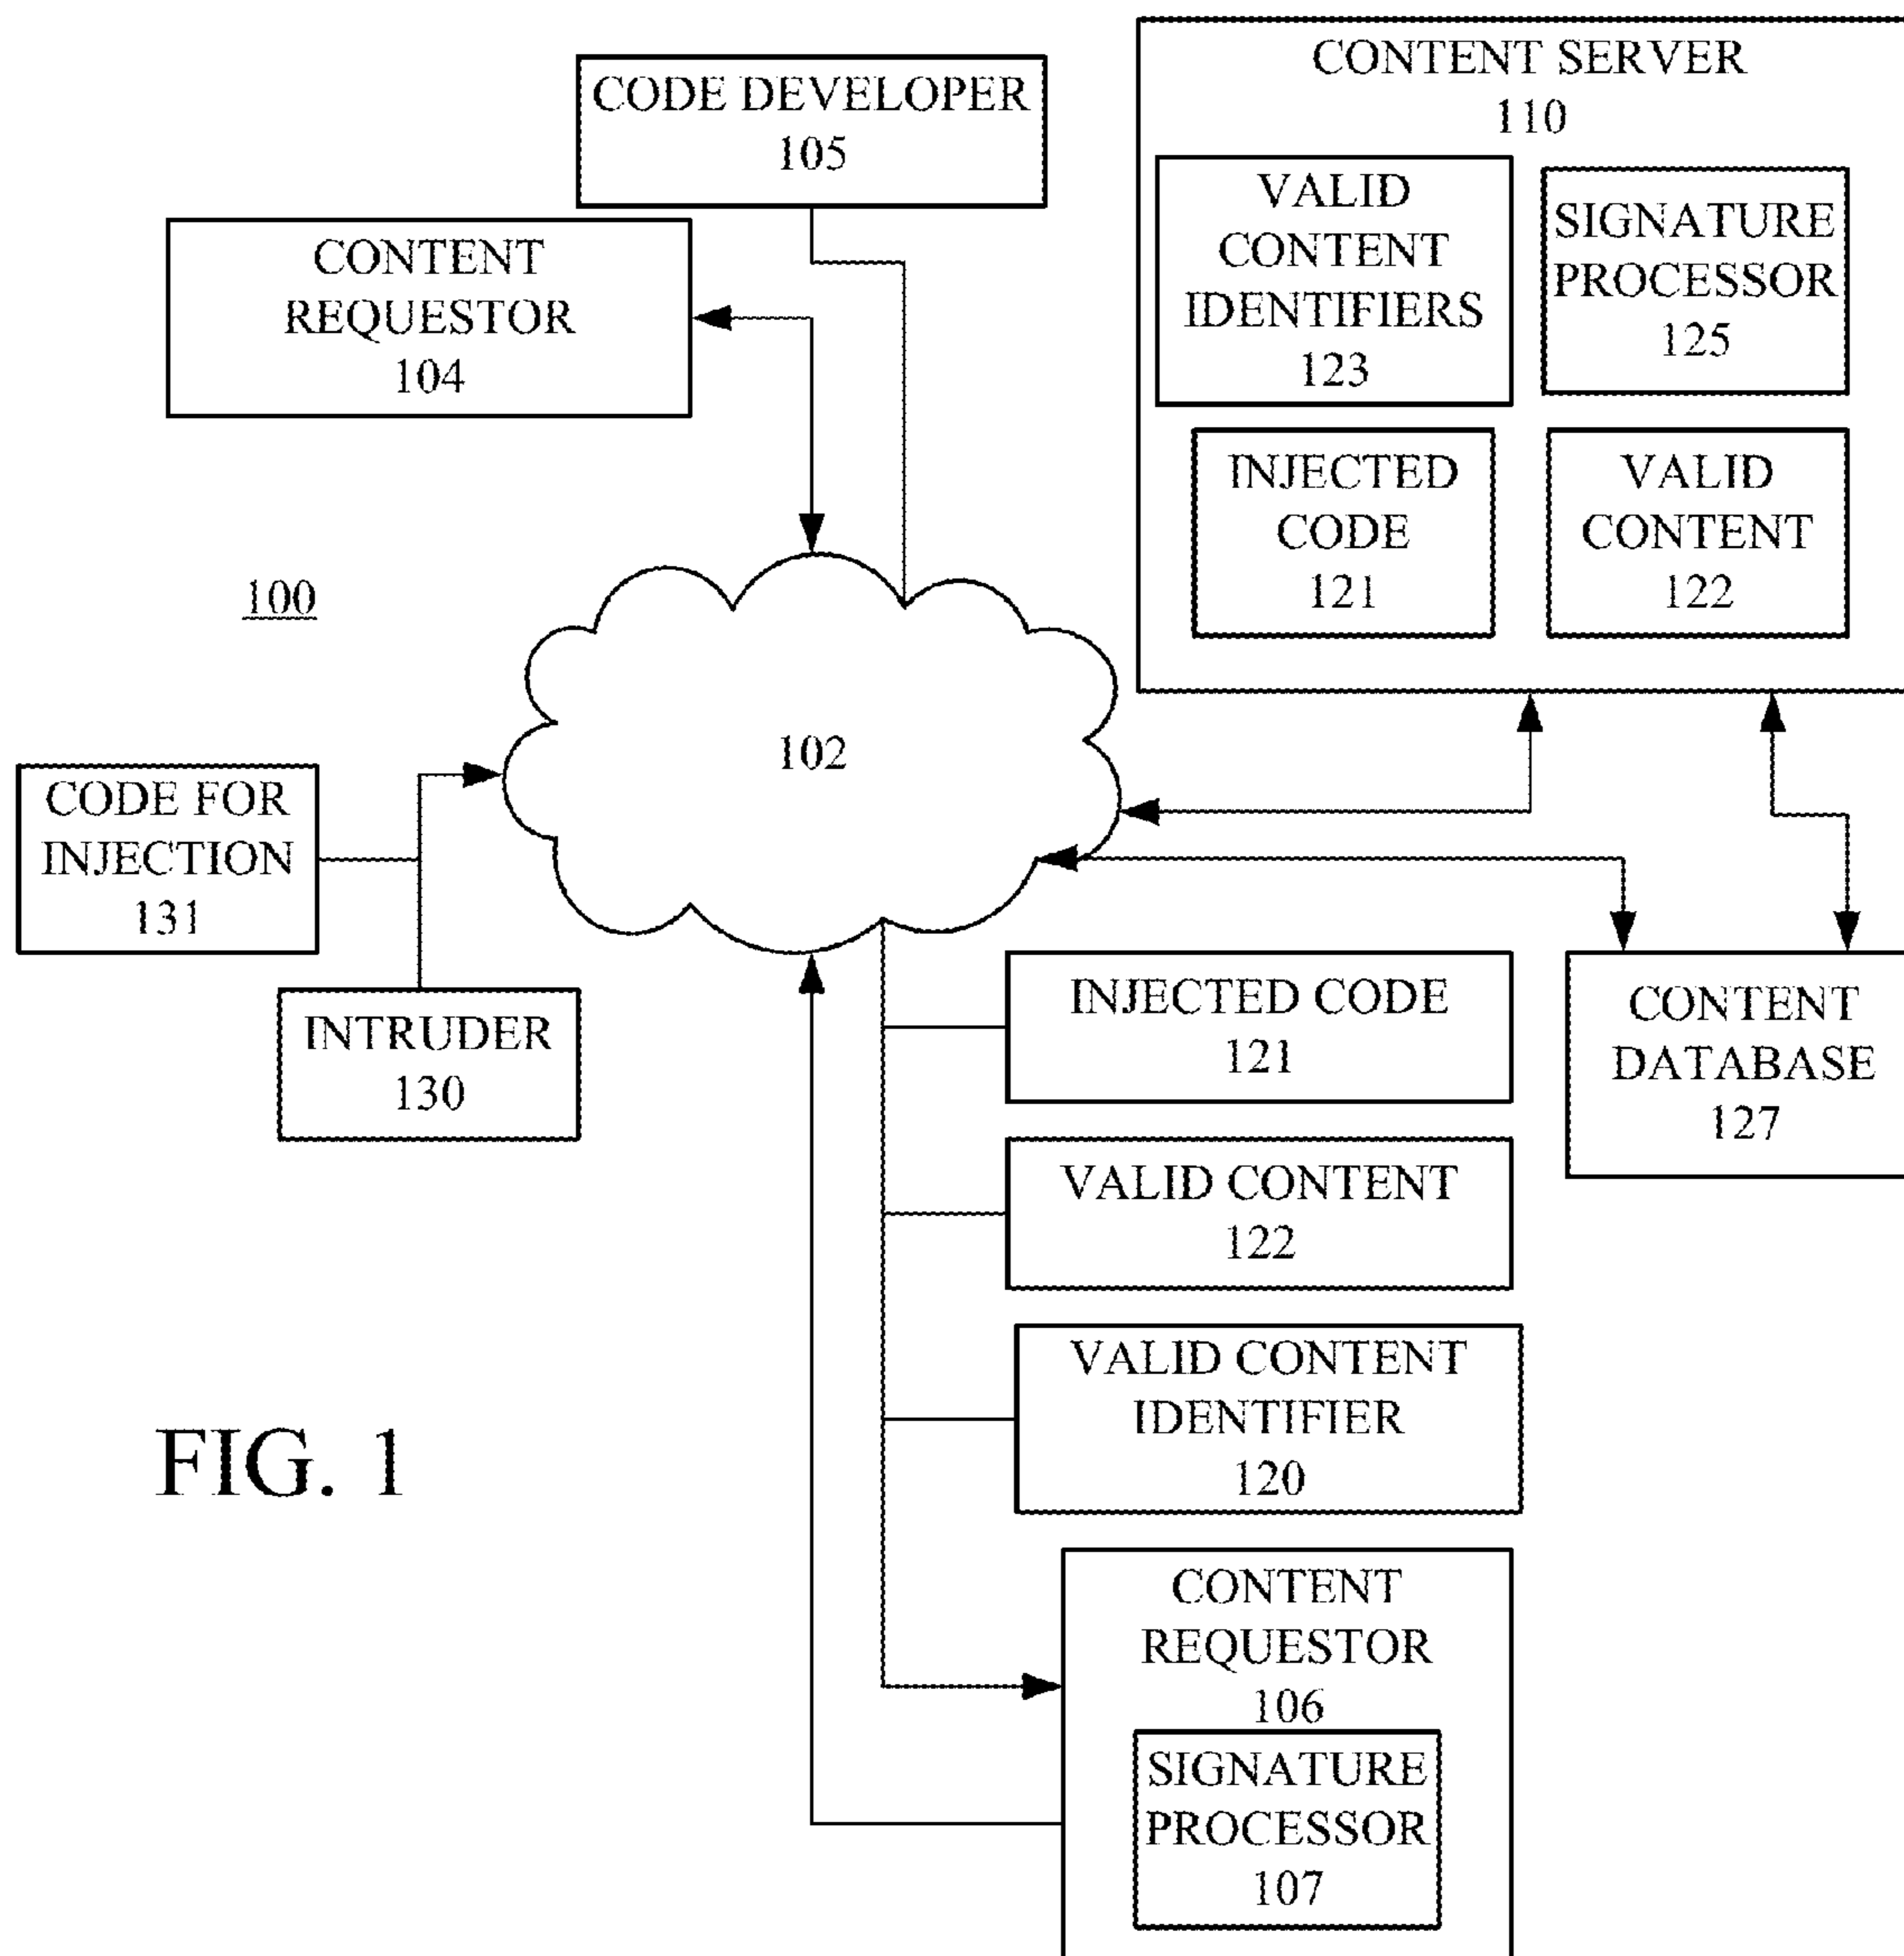 CODE DEVELOPER
105
CONTENT SERVER
110
VALID
CONTENT
IDENTIFIERS
123
SIGNATURE
PROCESSOR
125
INJECTED
CODE
121
VALID
CONTENT
122
CONTENT
REQUESTOR
104
100
102
CODE FOR
INJECTION
131
INTRUDER
130
INJECTED CODE
121
CONTENT
DATABASE
127
VALID CONTENT
122
VALID CONTENT
IDENTIFIER
120
FIG. 1
CONTENT
REQUESTOR
106
SIGNATURE
PROCESSOR
107